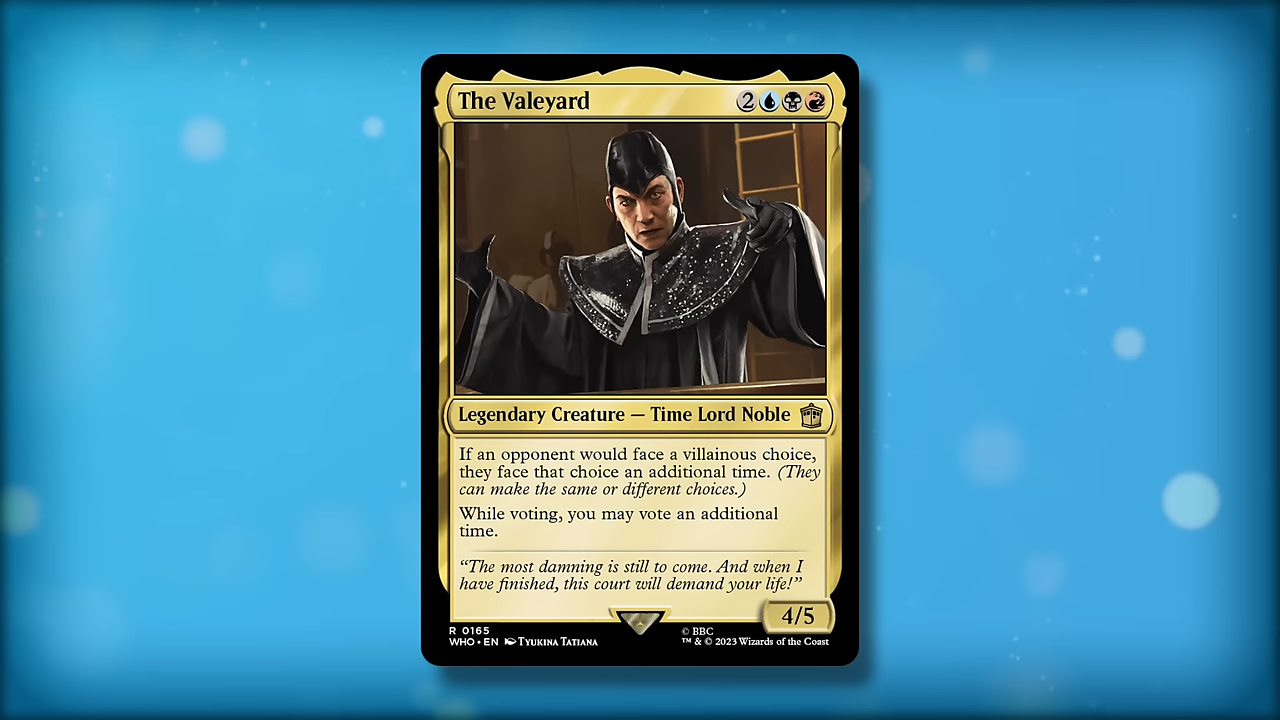 The Valeyard 2
Legendary Creature — Time Lord Noble
If an opponent would face a villainous choice,
they face that choice an additional time. (They
can make the same or different choices.)
While voting, you may vote an additional
time.
“The most damning is still to come. And when I
have finished, this court will demand your life!”
4/5
R 0165
WHO • EN Tyukina Tatiana
© BBC
™ & © 2023 Wizards of the Coast